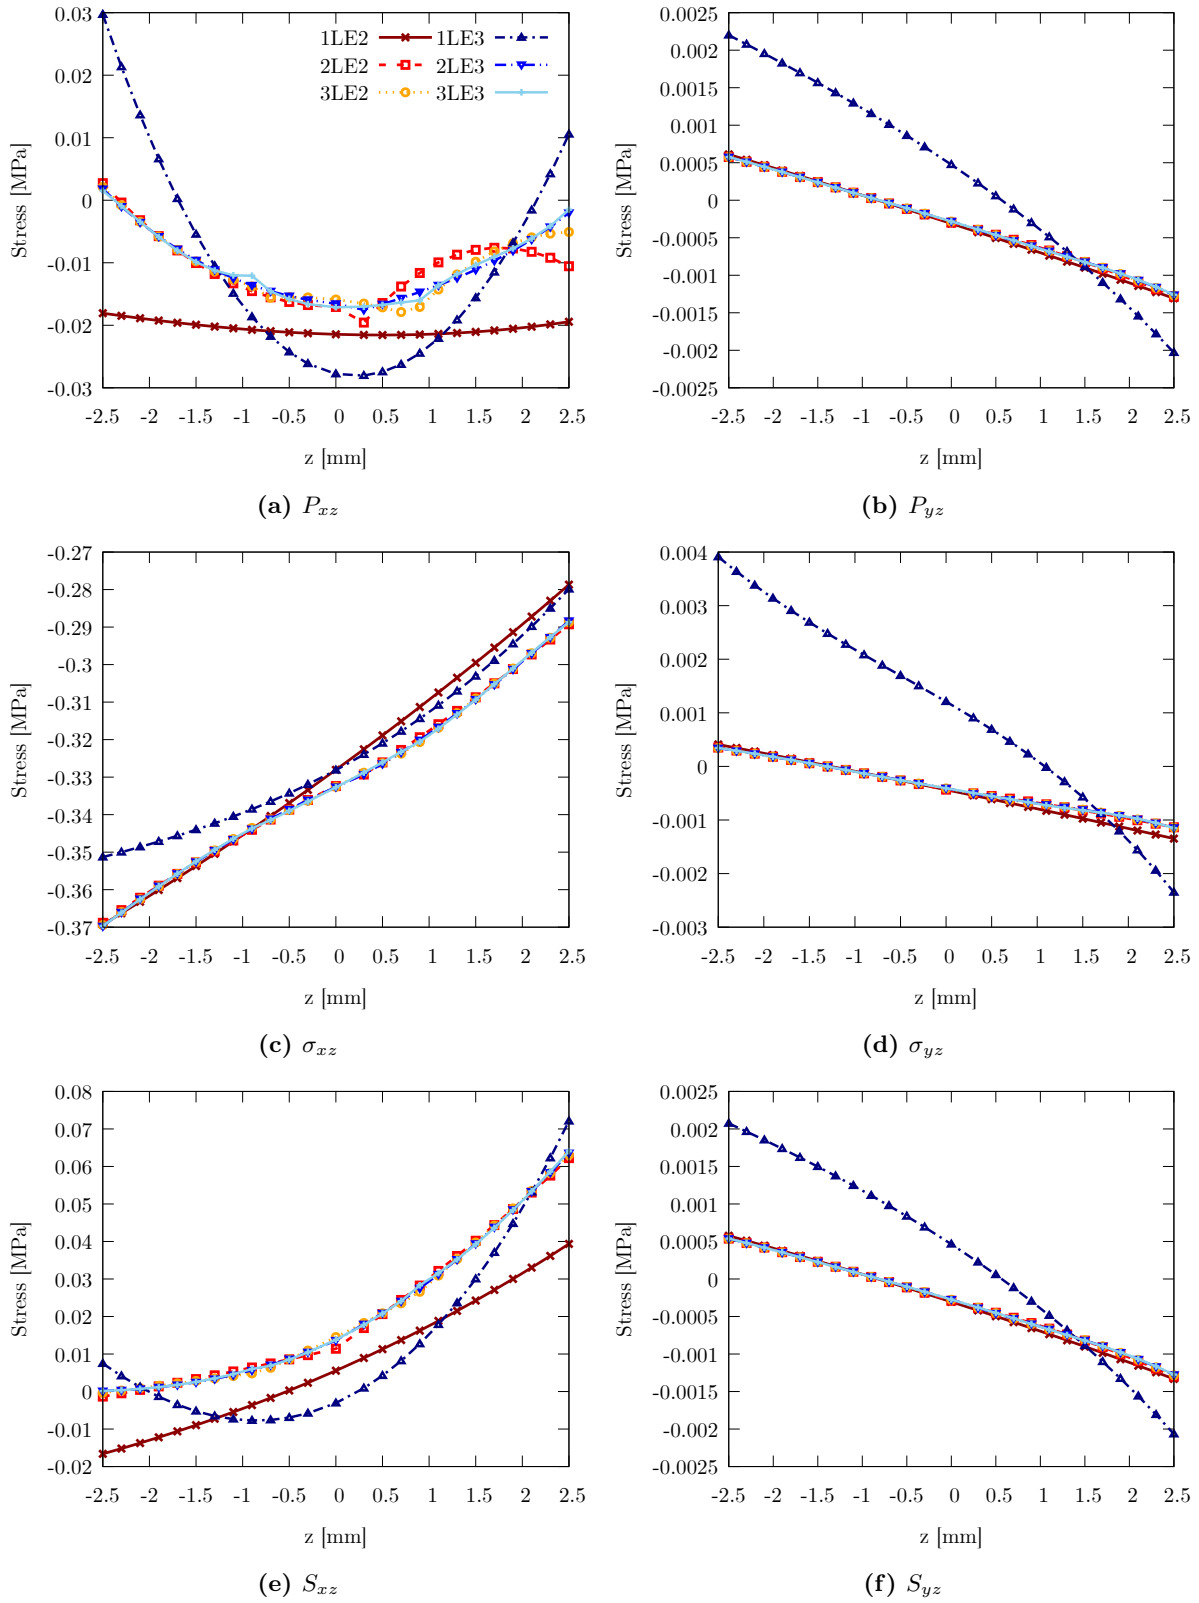 0.03
0.02
0.01
0
-0.01
-0.02
-0.03
Stress [MPa]
1LE2 1LE3
2LE2 2LE3
3LE2 3LE3
-2.5 -2 -1.5 -1 -0.5 0 0.5 1 1.5 2 2.5
z [mm]
(a) P_{xz}
0.0025
0.002
0.0015
0.001
0.0005
0
-0.0005
-0.001
-0.0015
-0.002
-0.0025
Stress [MPa]
-2.5 -2 -1.5 -1 -0.5 0 0.5 1 1.5 2 2.5
z [mm]
(b) P_{yz}
-0.27
-0.28
-0.29
-0.3
-0.31
-0.32
-0.33
-0.34
-0.35
-0.36
-0.37
Stress [MPa]
-2.5 -2 -1.5 -1 -0.5 0 0.5 1 1.5 2 2.5
z [mm]
(c) σ_{xz}
0.004
0.003
0.002
0.001
0
-0.001
-0.002
-0.003
Stress [MPa]
-2.5 -2 -1.5 -1 -0.5 0 0.5 1 1.5 2 2.5
z [mm]
(d) σ_{yz}
0.08
0.07
0.06
0.05
0.04
0.03
0.02
0.01
0
-0.01
-0.02
Stress [MPa]
-2.5 -2 -1.5 -1 -0.5 0 0.5 1 1.5 2 2.5
z [mm]
(e) S_{xz}
0.0025
0.002
0.0015
0.001
0.0005
0
-0.0005
-0.001
-0.0015
-0.002
-0.0025
Stress [MPa]
-2.5 -2 -1.5 -1 -0.5 0 0.5 1 1.5 2 2.5
z [mm]
(f) S_{yz}